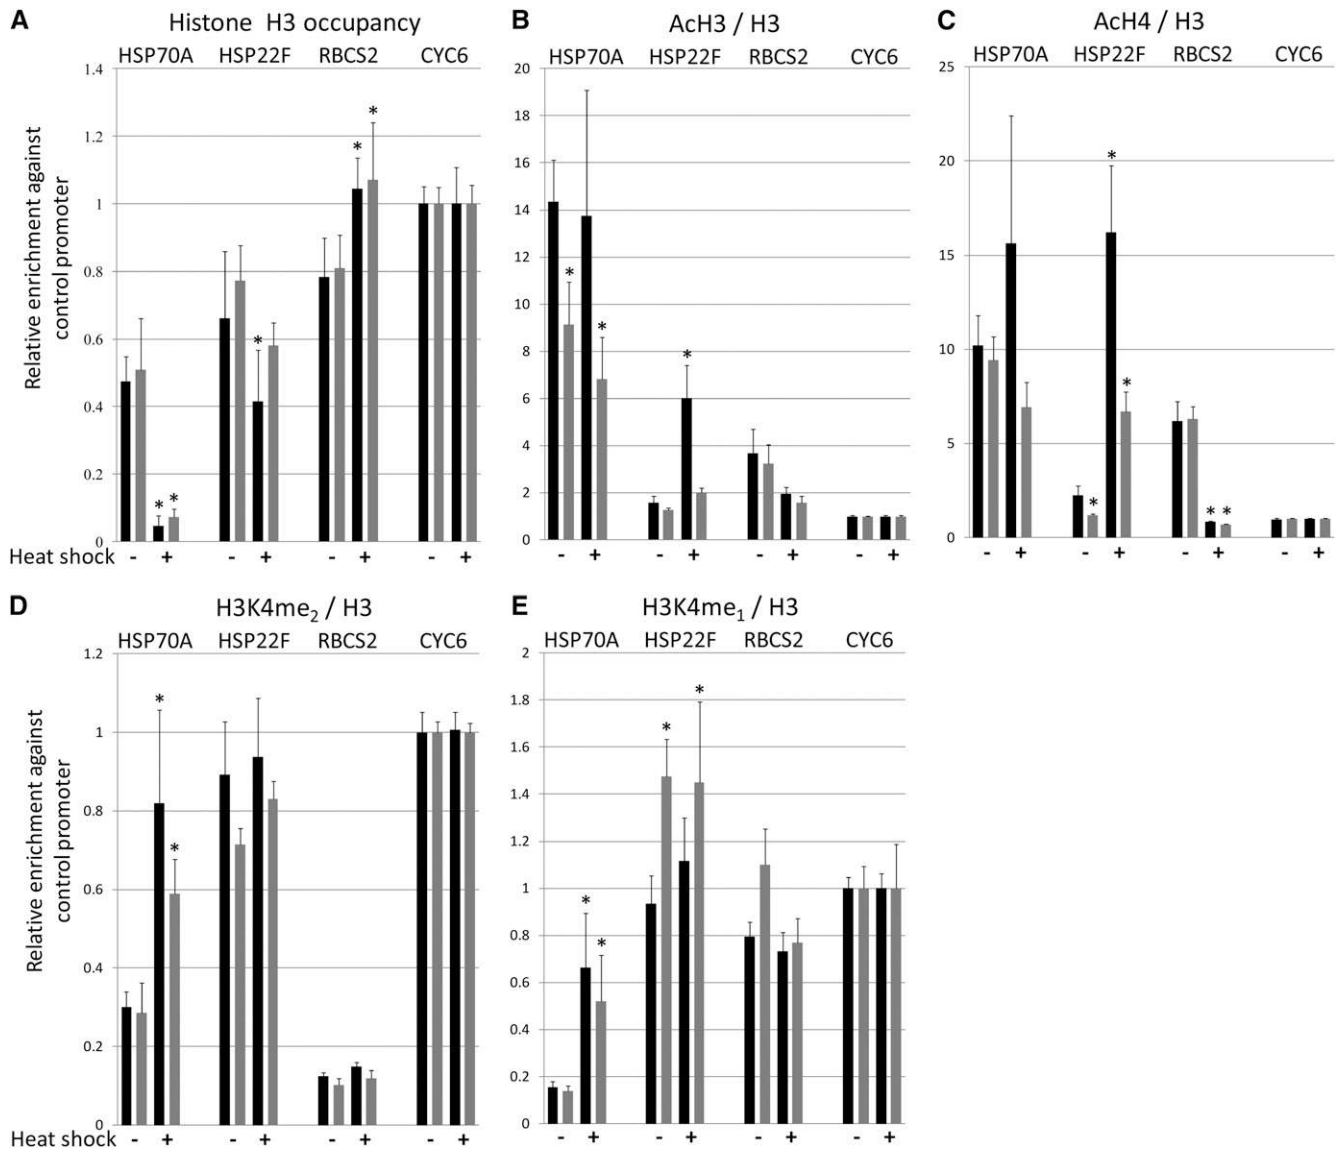 A
Histone H3 occupancy
HSP70A HSP22F RBCS2 CYC6
Relative enrichment against
control promoter
1.4
1.2
1
0.8
0.6
0.4
0.2
0
* * * * *
Heat shock - + - + - + - +
B
AcH3 / H3
HSP70A HSP22F RBCS2 CYC6
20
18
16
14
12
10
8
6
4
2
0
* * *
- + - + - + - +
C
AcH4 / H3
HSP70A HSP22F RBCS2 CYC6
25
20
15
10
5
0
* * * * *
- + - + - + - +
D
H3K4me2 / H3
HSP70A HSP22F RBCS2 CYC6
Relative enrichment against
control promoter
1.2
1
0.8
0.6
0.4
0.2
0
* *
Heat shock - + - + - + - +
E
H3K4me1 / H3
HSP70A HSP22F RBCS2 CYC6
2
1.8
1.6
1.4
1.2
1
0.8
0.6
0.4
0.2
0
* * * *
- + - + - + - +